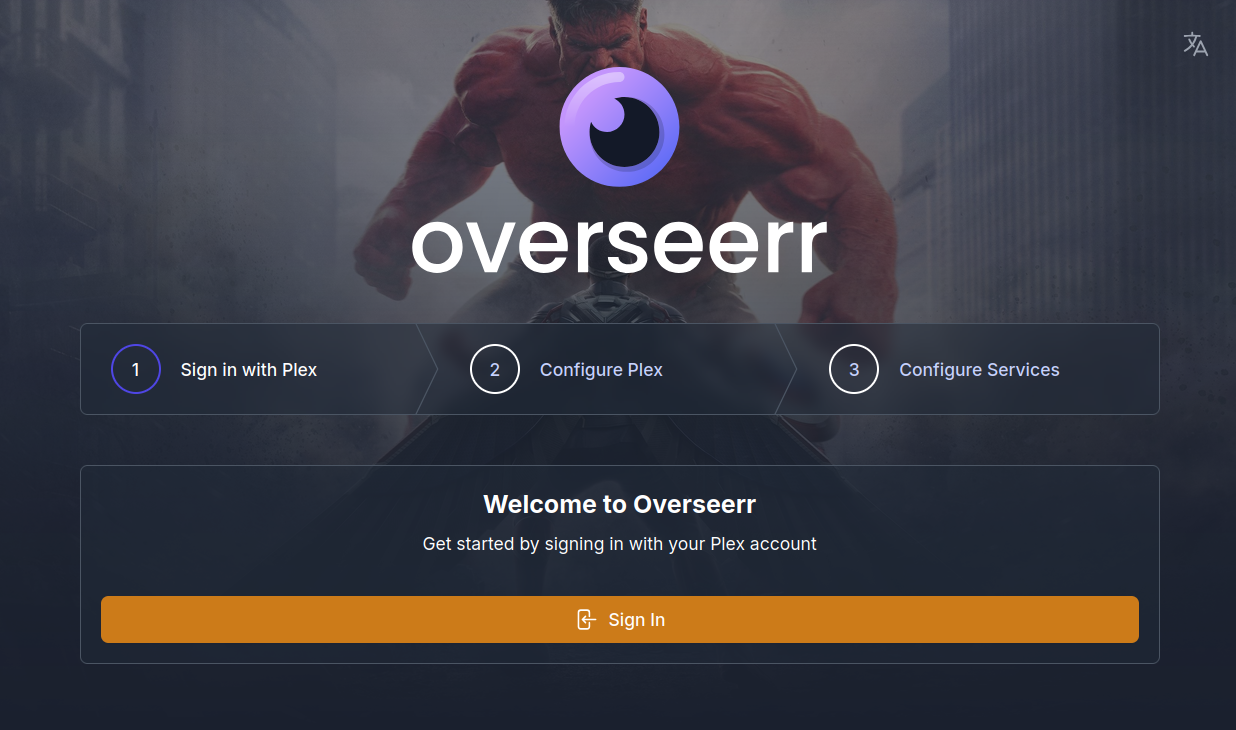 overseerr
1 Sign in with Plex
2 Configure Plex
3 Configure Services
Welcome to Overseerr
Get started by signing in with your Plex account
Sign In